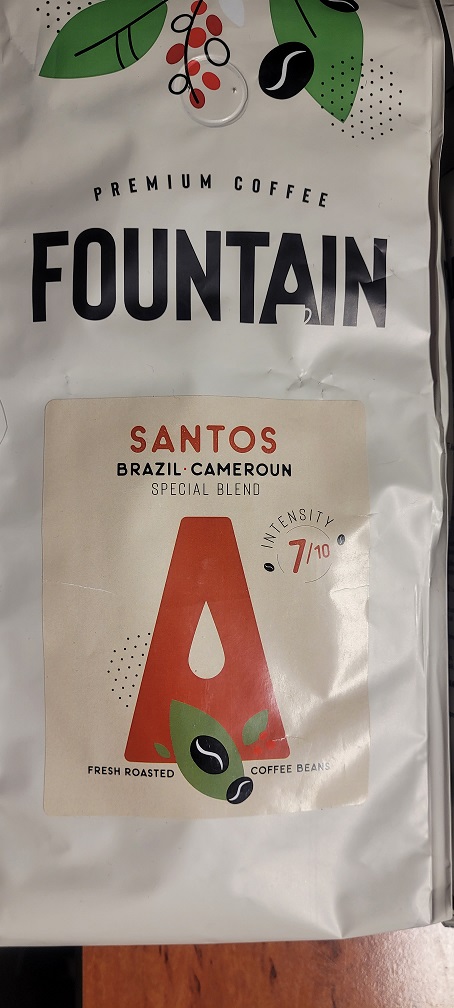 PREMIUM COFFEE
FOUNTAIN
SANTOS
BRAZIL·CAMEROUN
SPECIAL BLEND
INTENSITY
7/10
FRESH ROASTED COFFEE BEANS